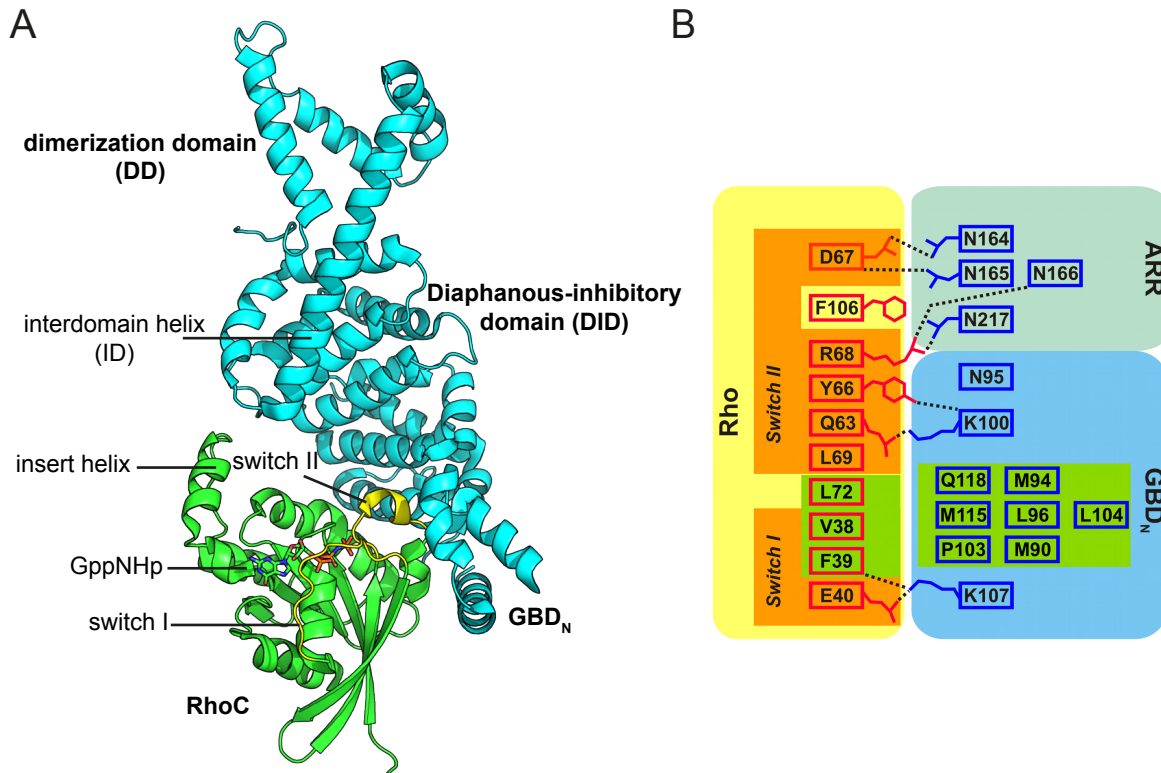 A
dimerization domain
(DD)
Diaphanous-inhibitory
domain (DID)
interdomain helix
(ID)
insert helix
switch II
GppNHp
switch I
GBDN
RhoC
B
Rho
Switch II
Switch I
D67
F106
R68
Y66
Q63
L69
L72
V38
F39
E40
ARR
N164
N165 N166
N217
GBDN
N95
K100
Q118 M94
M115 L96 L104
P103 M90
K107